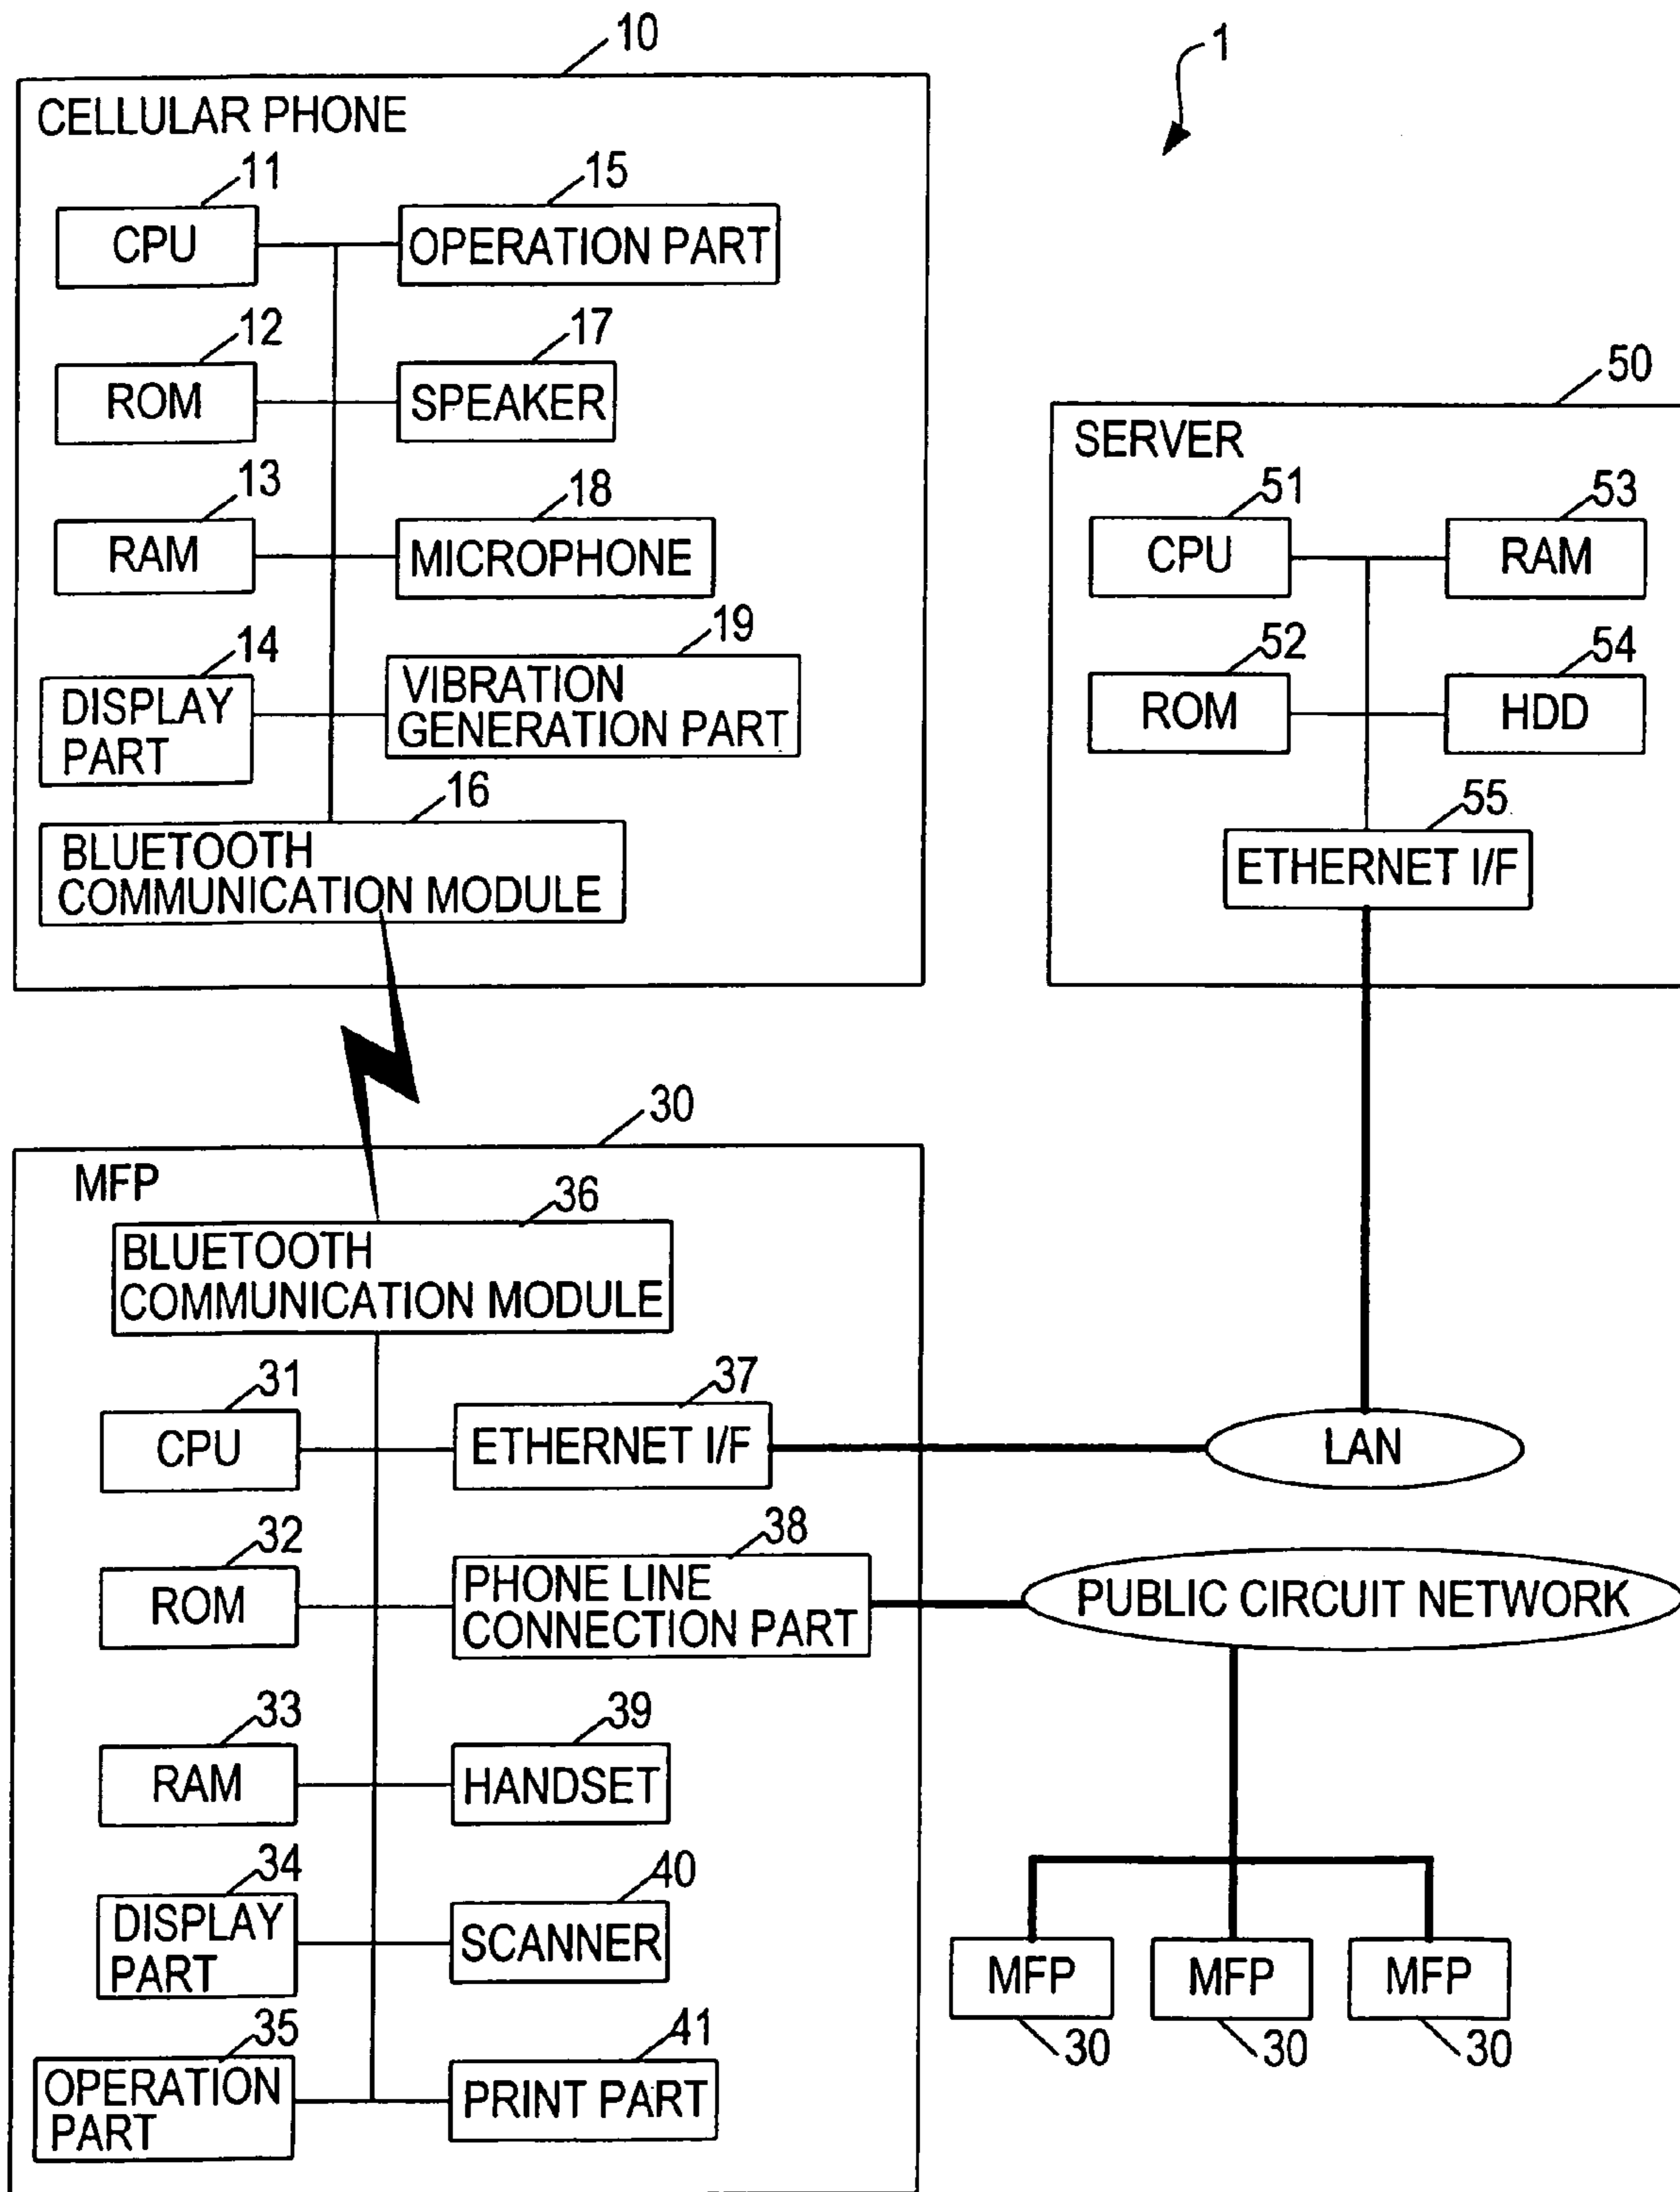 10
1
CELLULAR PHONE
11
15
CPU
OPERATION PART
12
17
ROM
SPEAKER
13
18
RAM
MICROPHONE
14
19
DISPLAY
PART
VIBRATION
GENERATION PART
16
BLUETOOTH
COMMUNICATION MODULE
50
SERVER
51
53
CPU
RAM
52
54
ROM
HDD
55
ETHERNET I/F
30
MFP
36
BLUETOOTH
COMMUNICATION MODULE
31
37
CPU
ETHERNET I/F
LAN
32
38
ROM
PHONE LINE
CONNECTION PART
PUBLIC CIRCUIT NETWORK
33
39
RAM
HANDSET
34
40
DISPLAY
PART
SCANNER
35
41
OPERATION
PART
PRINT PART
MFP
MFP
MFP
30
30
30